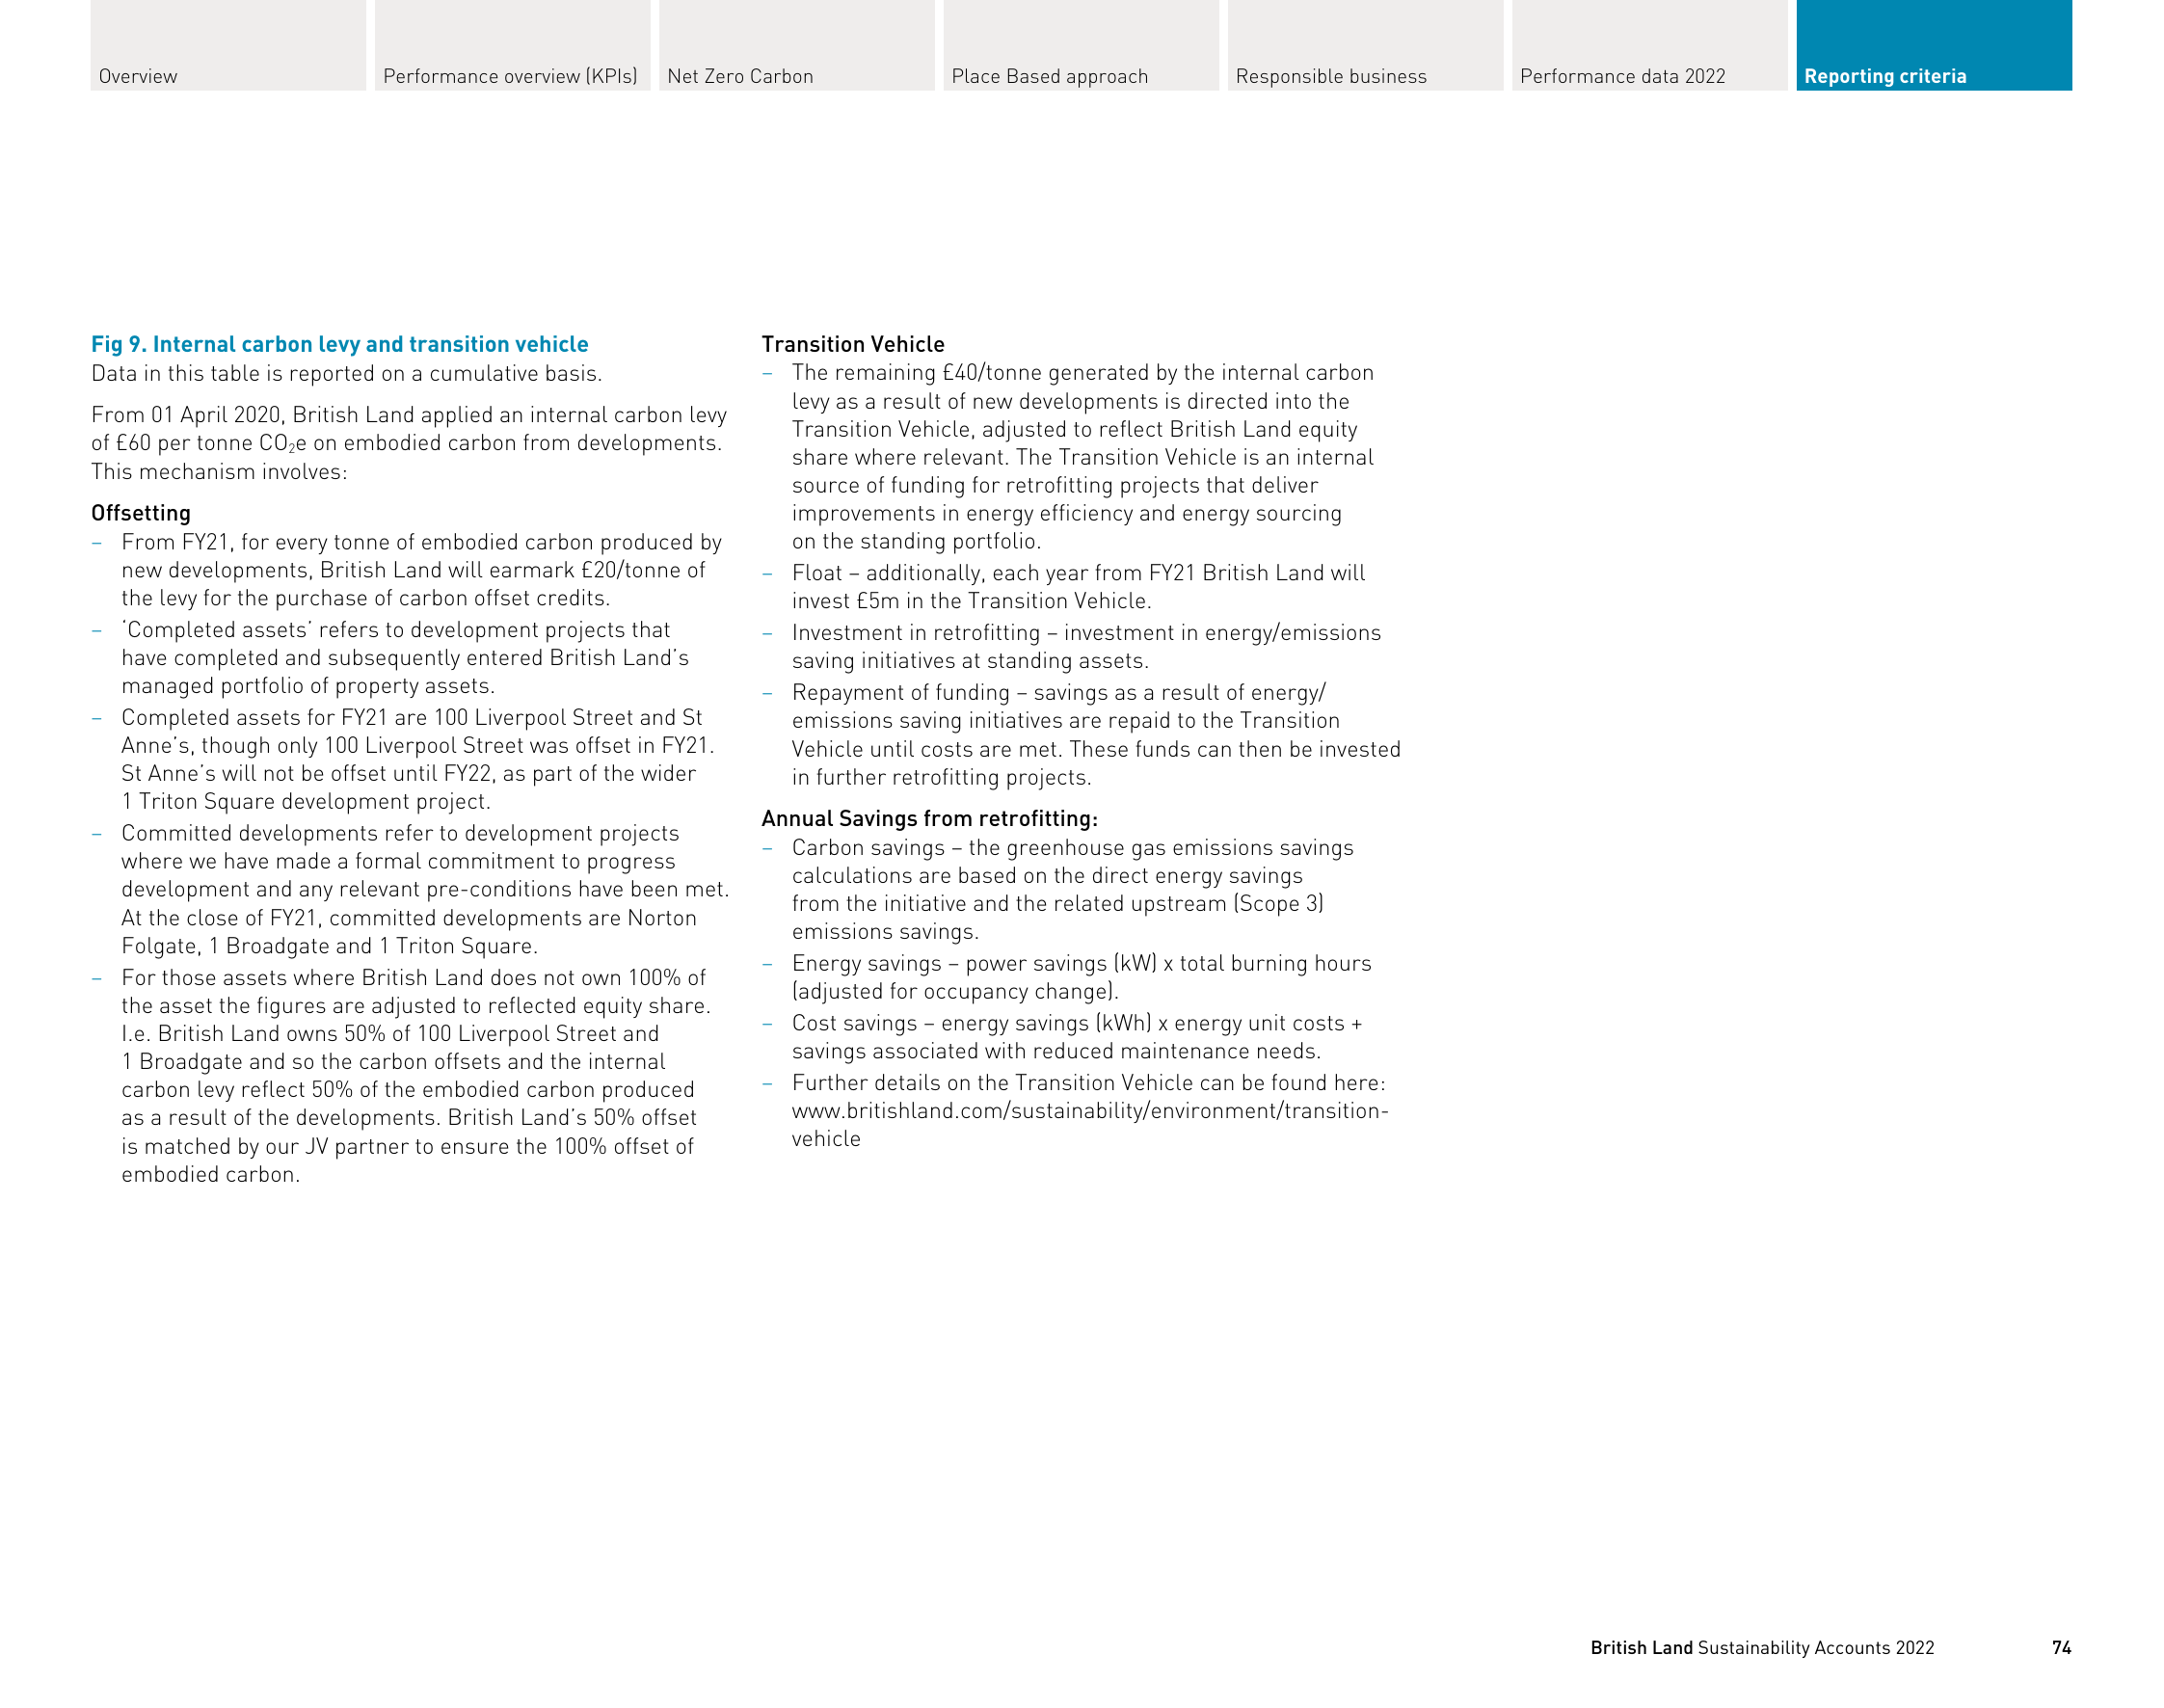 Overview
Performance overview (KPIs)
Net Zero Carbon
Place Based approach
Responsible business
Performance data 2022
Reporting criteria
Fig 9. Internal carbon levy and transition vehicle
Data in this table is reported on a cumulative basis.
From 01 April 2020, British Land applied an internal carbon levy
of £60 per tonne CO₂e on embodied carbon from developments.
This mechanism involves:
Offsetting
– From FY21, for every tonne of embodied carbon produced by
new developments, British Land will earmark £20/tonne of
the levy for the purchase of carbon offset credits.
– ‘Completed assets’ refers to development projects that
have completed and subsequently entered British Land’s
managed portfolio of property assets.
– Completed assets for FY21 are 100 Liverpool Street and St
Anne’s, though only 100 Liverpool Street was offset in FY21.
St Anne’s will not be offset until FY22, as part of the wider
1 Triton Square development project.
– Committed developments refer to development projects
where we have made a formal commitment to progress
development and any relevant pre-conditions have been met.
At the close of FY21, committed developments are Norton
Folgate, 1 Broadgate and 1 Triton Square.
– For those assets where British Land does not own 100% of
the asset the figures are adjusted to reflected equity share.
I.e. British Land owns 50% of 100 Liverpool Street and
1 Broadgate and so the carbon offsets and the internal
carbon levy reflect 50% of the embodied carbon produced
as a result of the developments. British Land’s 50% offset
is matched by our JV partner to ensure the 100% offset of
embodied carbon.
Transition Vehicle
– The remaining £40/tonne generated by the internal carbon
levy as a result of new developments is directed into the
Transition Vehicle, adjusted to reflect British Land equity
share where relevant. The Transition Vehicle is an internal
source of funding for retrofitting projects that deliver
improvements in energy efficiency and energy sourcing
on the standing portfolio.
– Float – additionally, each year from FY21 British Land will
invest £5m in the Transition Vehicle.
– Investment in retrofitting – investment in energy/emissions
saving initiatives at standing assets.
– Repayment of funding – savings as a result of energy/
emissions saving initiatives are repaid to the Transition
Vehicle until costs are met. These funds can then be invested
in further retrofitting projects.
Annual Savings from retrofitting:
– Carbon savings – the greenhouse gas emissions savings
calculations are based on the direct energy savings
from the initiative and the related upstream (Scope 3)
emissions savings.
– Energy savings – power savings (kW) x total burning hours
(adjusted for occupancy change).
– Cost savings – energy savings (kWh) x energy unit costs +
savings associated with reduced maintenance needs.
– Further details on the Transition Vehicle can be found here:
www.britishland.com/sustainability/environment/transition-
vehicle
British Land Sustainability Accounts 2022 74